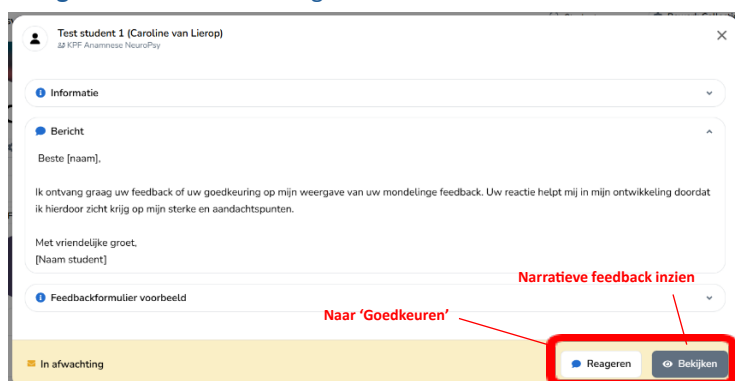 Test student 1 (Caroline van Lierop)
KPF Anamnese NeuroPsy
Informatie
Bericht
Beste [naam],
Ik ontvang graag uw feedback of uw goedkeuring op mijn weergave van uw mondelinge feedback. Uw reactie helpt mij in mijn ontwikkeling doordat
ik hierdoor zicht krijg op mijn sterke en aandachtspunten.
Met vriendelijke groet,
[Naam student]
Narratieve feedback inzien
Feedbackformulier voorbeeld
Naar ‘Goedkeuren’
In afwachting
Reageren
Bekijken